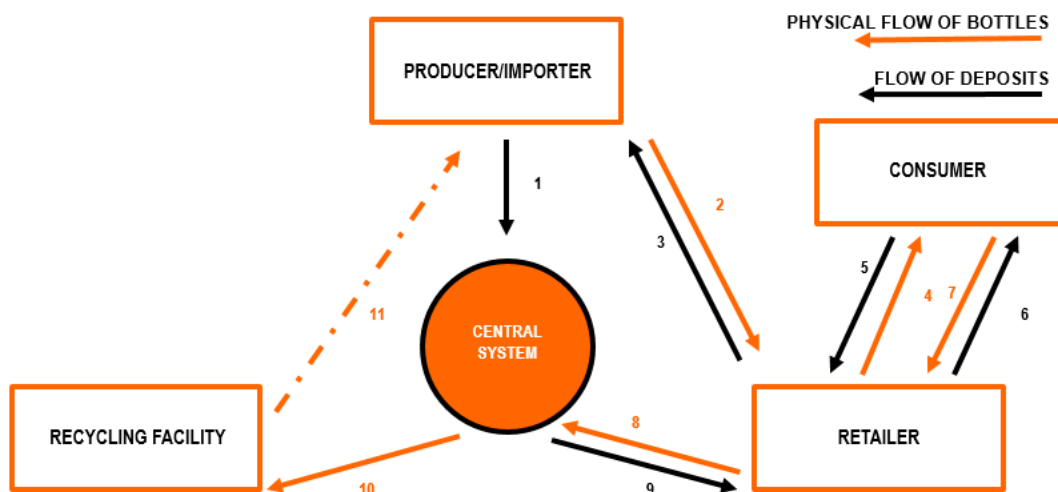 PHYSICAL FLOW OF BOTTLES
PRODUCER/IMPORTER
FLOW OF DEPOSITS
CONSUMER
1
2
3
5
4
7
6
11
CENTRAL
SYSTEM
RECYCLING FACILITY
8
RETAILER
10
9